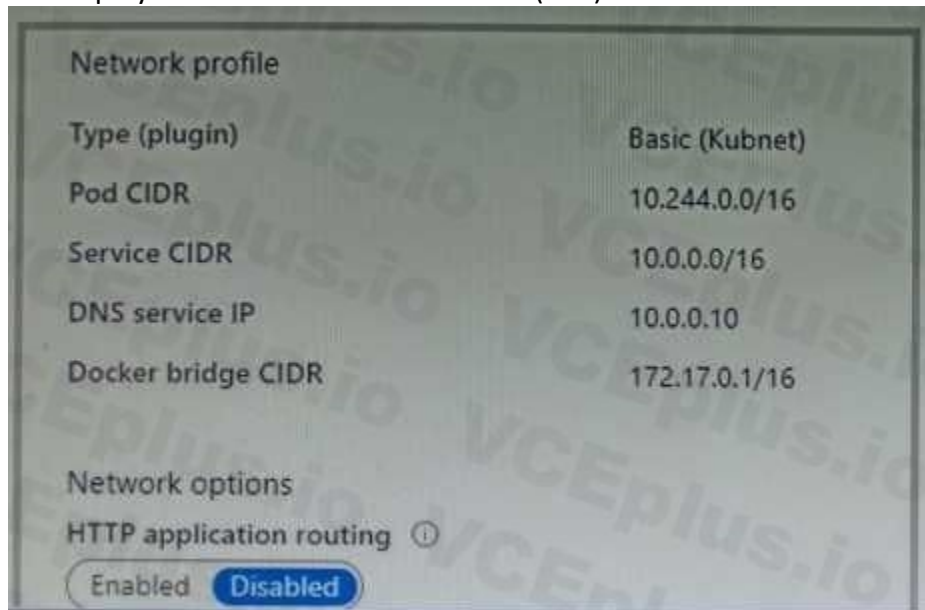 Network profile
Type (plugin) Basic (Kubnet)
Pod CIDR 10.244.0.0/16
Service CIDR 10.0.0.0/16
DNS service IP 10.0.0.10
Docker bridge CIDR 172.17.0.1/16
Network options
HTTP application routing
Enabled Disabled
VCEplus.io